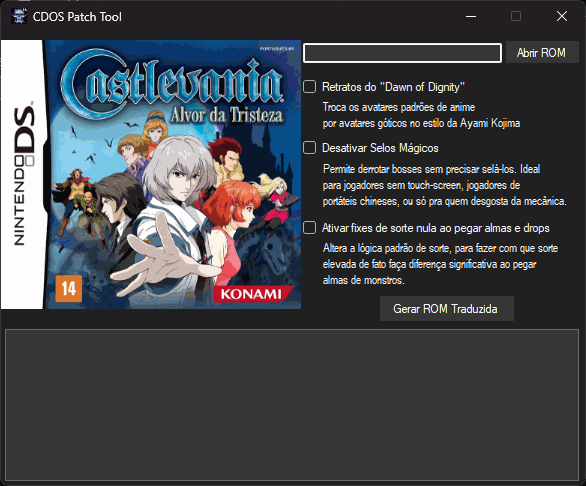 CDOS Patch Tool
PORTUGUÊS-BR
Castlevania
Alvor da Tristeza
NINTENDO DS
TM
14
KONAMI
Abrir ROM
Retratos do "Dawn of Dignity"
Troca os avatares padrões de anime
por avatares góticos no estilo da Ayami Kojima
Desativar Selos Mágicos
Permite derrotar bosses sem precisar selá-los. Ideal
para jogadores sem touch-screen, jogadores de
portáteis chineses, ou só pra quem desgosta da mecânica.
Ativar fixes de sorte nula ao pegar almas e drops
Altera a lógica padrão de sorte, para fazer com que sorte
elevada de fato faça diferença significativa ao pegar
almas de monstros.
Gerar ROM Traduzida